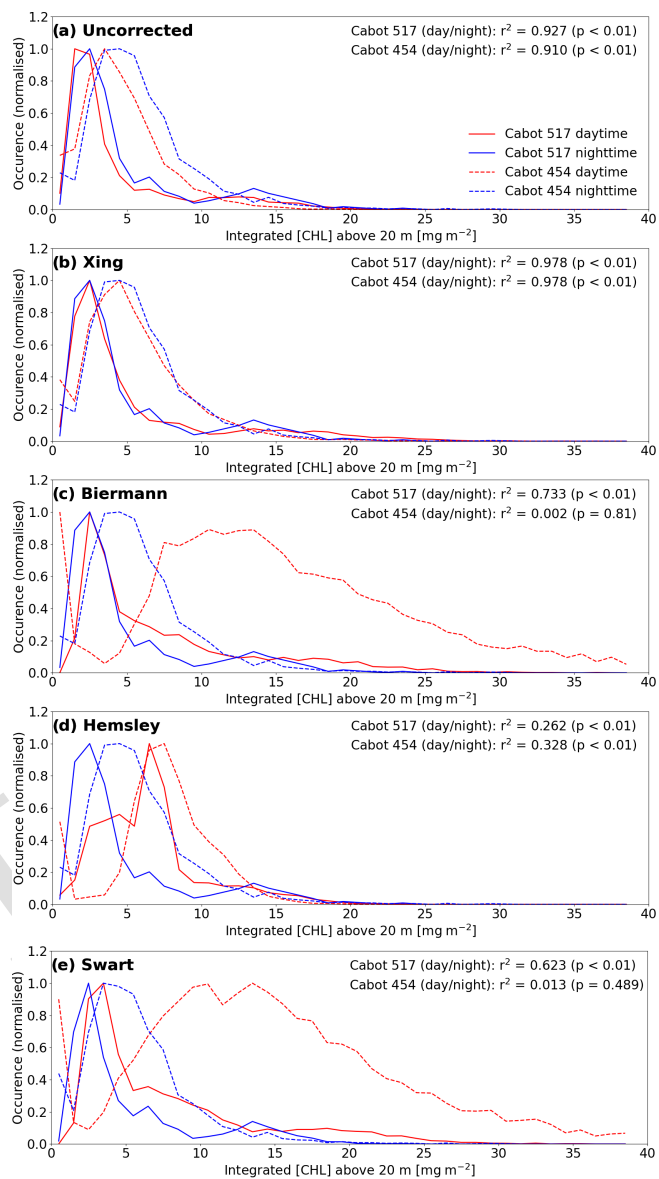 (a) Uncorrected
Cabot 517 (day/night): r² = 0.927 (p < 0.01)
Cabot 454 (day/night): r² = 0.910 (p < 0.01)
Cabot 517 daytime
Cabot 517 nighttime
Cabot 454 daytime
Cabot 454 nighttime
Occurence (normalised)
1.2
1.0
0.8
0.6
0.4
0.2
0.0
0 5 10 15 20 25 30 35 40
Integrated [CHL] above 20 m [mg m⁻²]
(b) Xing
Cabot 517 (day/night): r² = 0.978 (p < 0.01)
Cabot 454 (day/night): r² = 0.978 (p < 0.01)
Occurence (normalised)
1.2
1.0
0.8
0.6
0.4
0.2
0.0
0 5 10 15 20 25 30 35 40
Integrated [CHL] above 20 m [mg m⁻²]
(c) Biermann
Cabot 517 (day/night): r² = 0.733 (p < 0.01)
Cabot 454 (day/night): r² = 0.002 (p = 0.81)
Occurence (normalised)
1.2
1.0
0.8
0.6
0.4
0.2
0.0
0 5 10 15 20 25 30 35 40
Integrated [CHL] above 20 m [mg m⁻²]
(d) Hemsley
Cabot 517 (day/night): r² = 0.262 (p < 0.01)
Cabot 454 (day/night): r² = 0.328 (p < 0.01)
Occurence (normalised)
1.2
1.0
0.8
0.6
0.4
0.2
0.0
0 5 10 15 20 25 30 35 40
Integrated [CHL] above 20 m [mg m⁻²]
(e) Swart
Cabot 517 (day/night): r² = 0.623 (p < 0.01)
Cabot 454 (day/night): r² = 0.013 (p = 0.489)
Occurence (normalised)
1.2
1.0
0.8
0.6
0.4
0.2
0.0
0 5 10 15 20 25 30 35 40
Integrated [CHL] above 20 m [mg m⁻²]